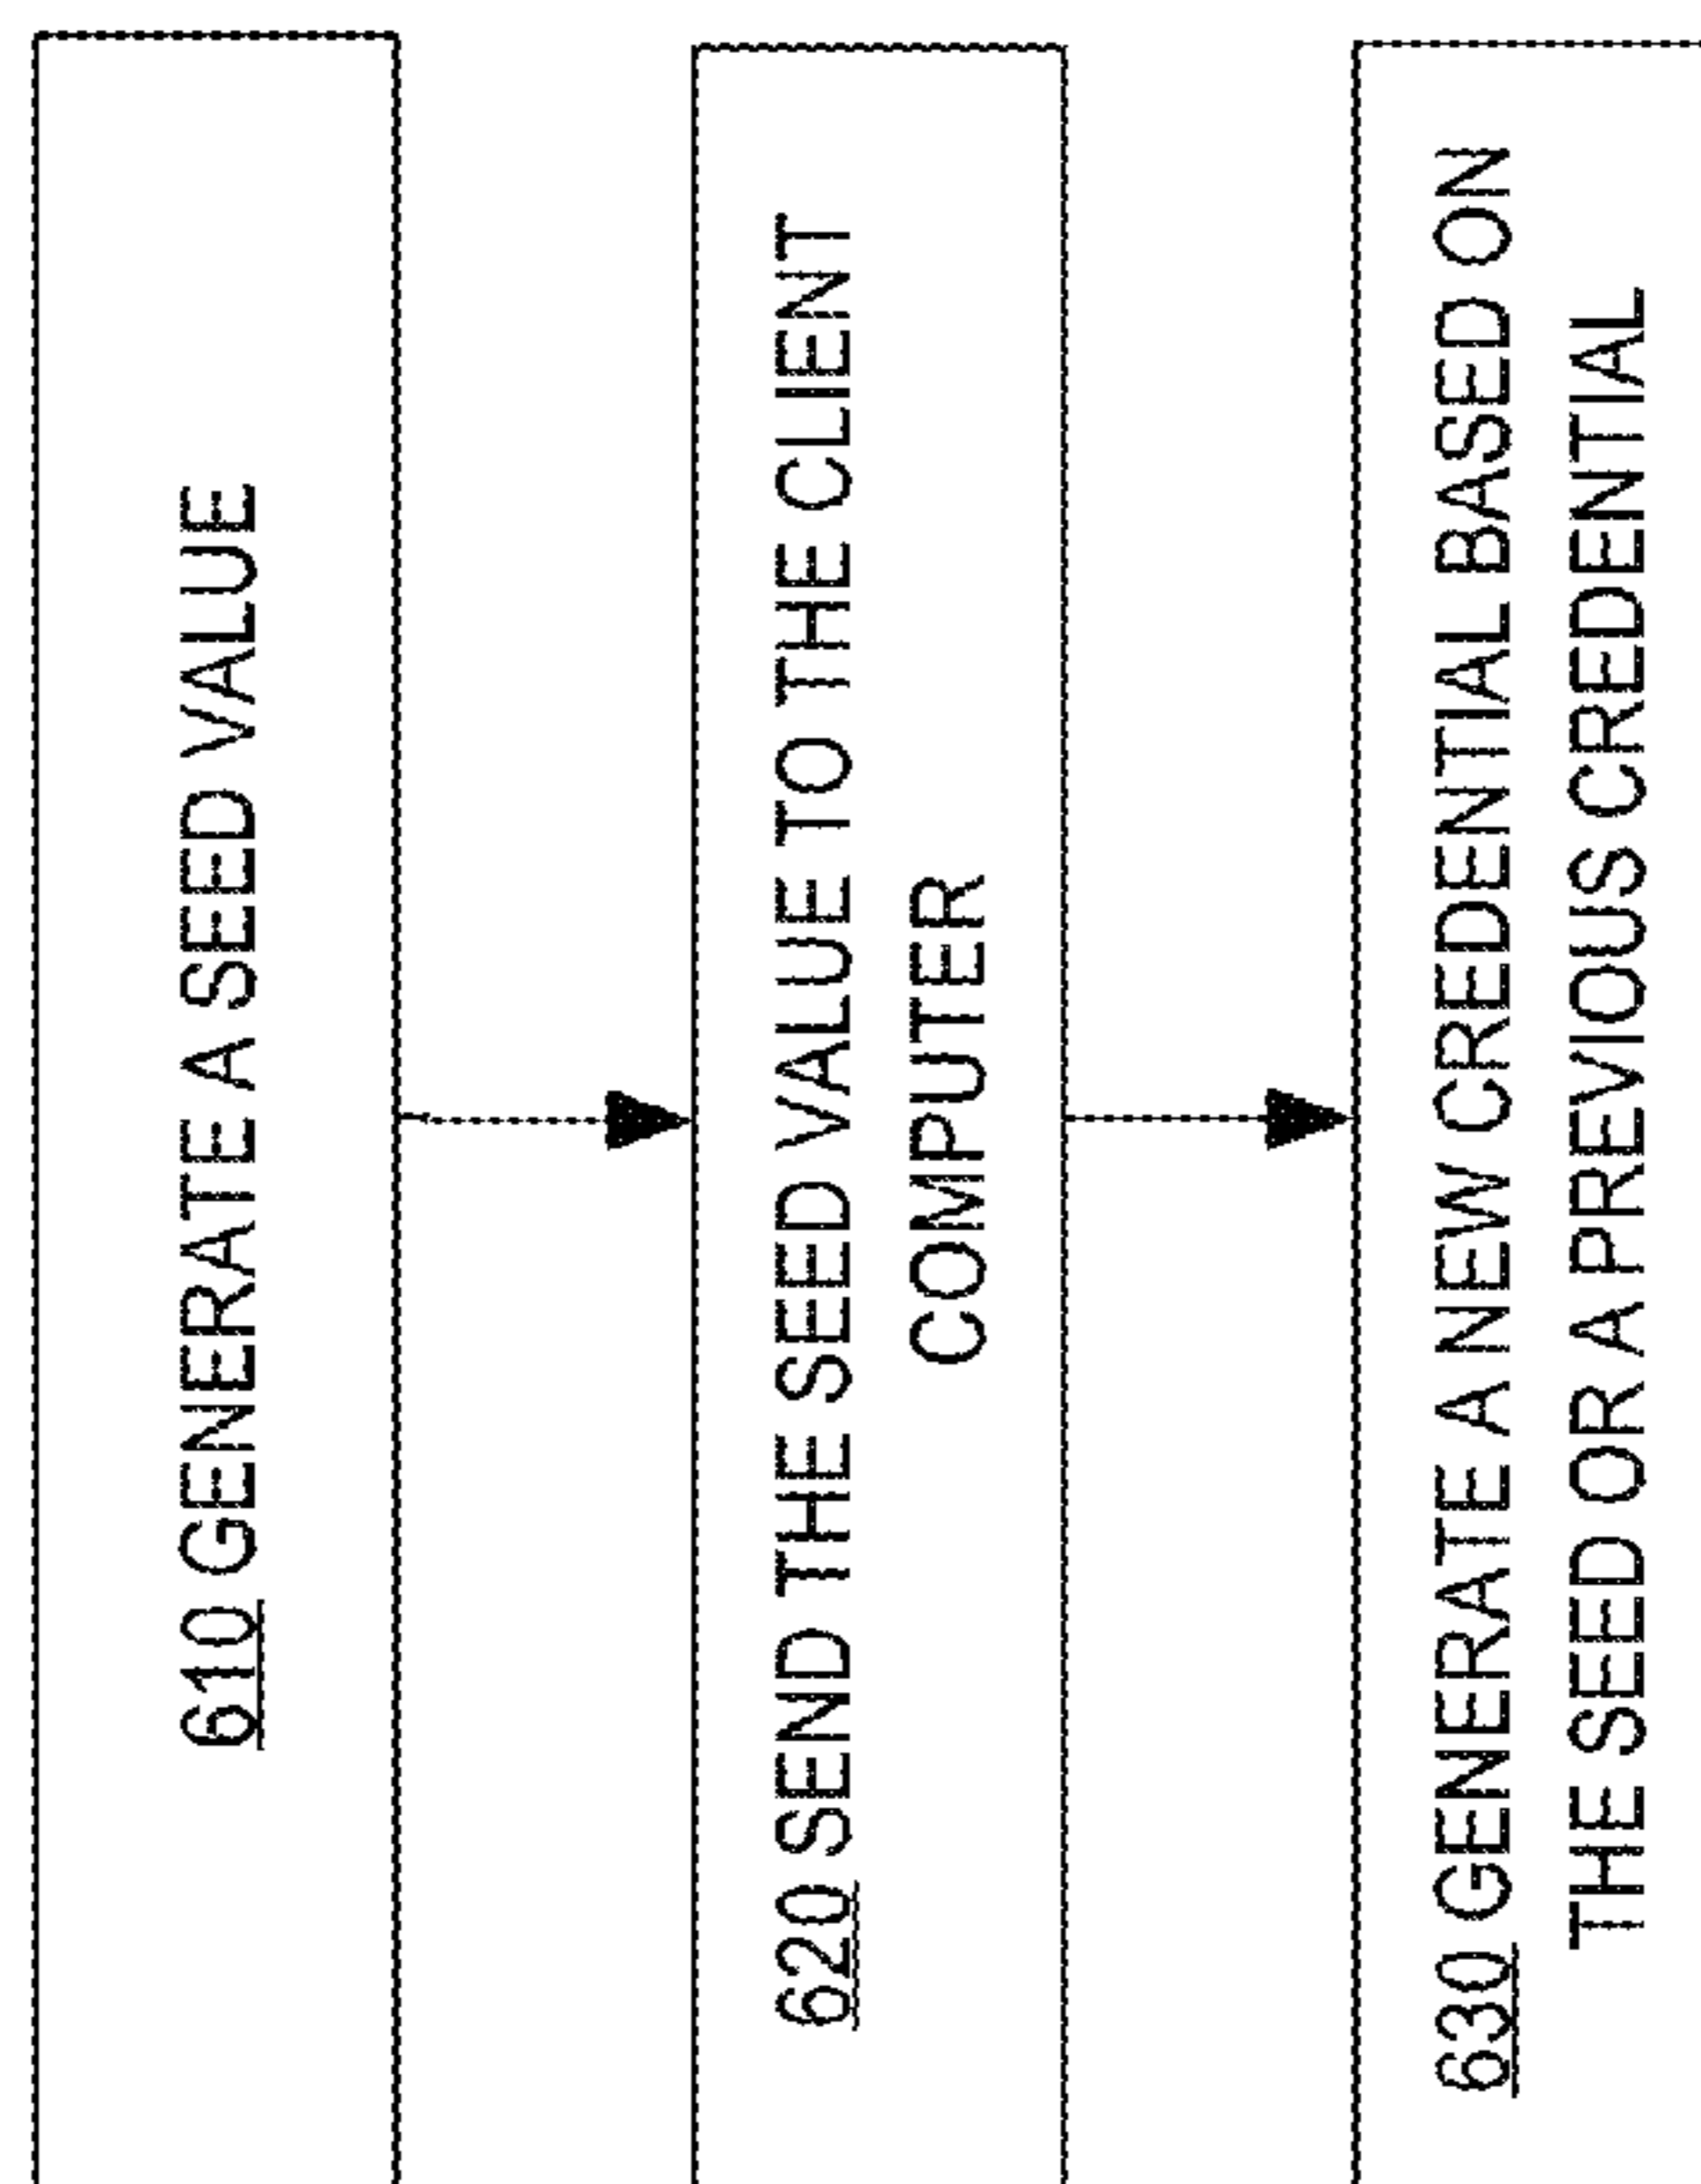 610 GENERATE A SEED VALUE
620 SEND THE SEED VALUE TO THE CLIENT
COMPUTER
630 GENERATE A NEW CREDENTIAL BASED ON
THE SEED OR A PREVIOUS CREDENTIAL